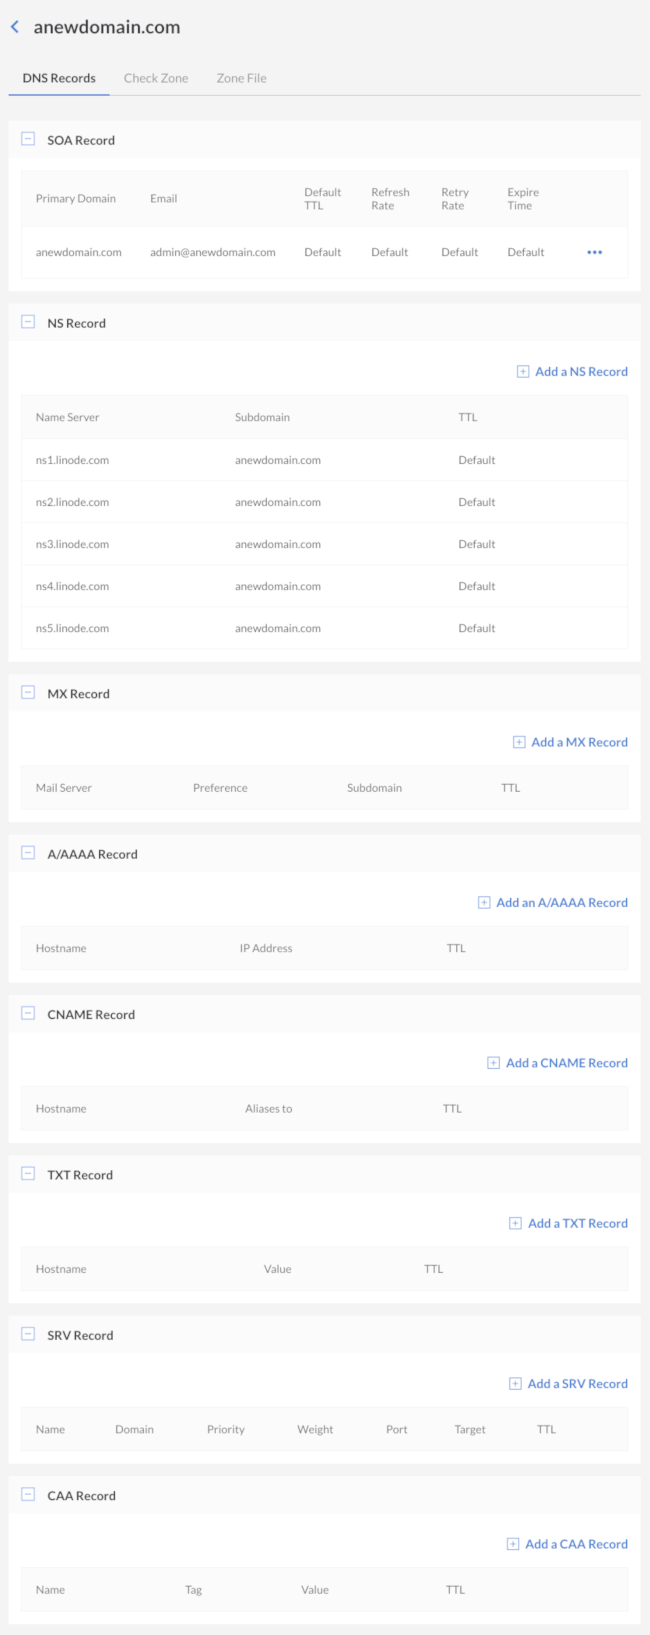 anewdomain.com
DNS Records Check Zone Zone File
SOA Record
Primary Domain Email Default TTL Refresh Rate Retry Rate Expire Time
anewdomain.com admin@anewdomain.com Default Default Default Default
NS Record
Add a NS Record
Name Server Subdomain TTL
ns1.linode.com anewdomain.com Default
ns2.linode.com anewdomain.com Default
ns3.linode.com anewdomain.com Default
ns4.linode.com anewdomain.com Default
ns5.linode.com anewdomain.com Default
MX Record
Add a MX Record
Mail Server Preference Subdomain TTL
A/AAAA Record
Add an A/AAAA Record
Hostname IP Address TTL
CNAME Record
Add a CNAME Record
Hostname Aliases to TTL
TXT Record
Add a TXT Record
Hostname Value TTL
SRV Record
Add a SRV Record
Name Domain Priority Weight Port Target TTL
CAA Record
Add a CAA Record
Name Tag Value TTL